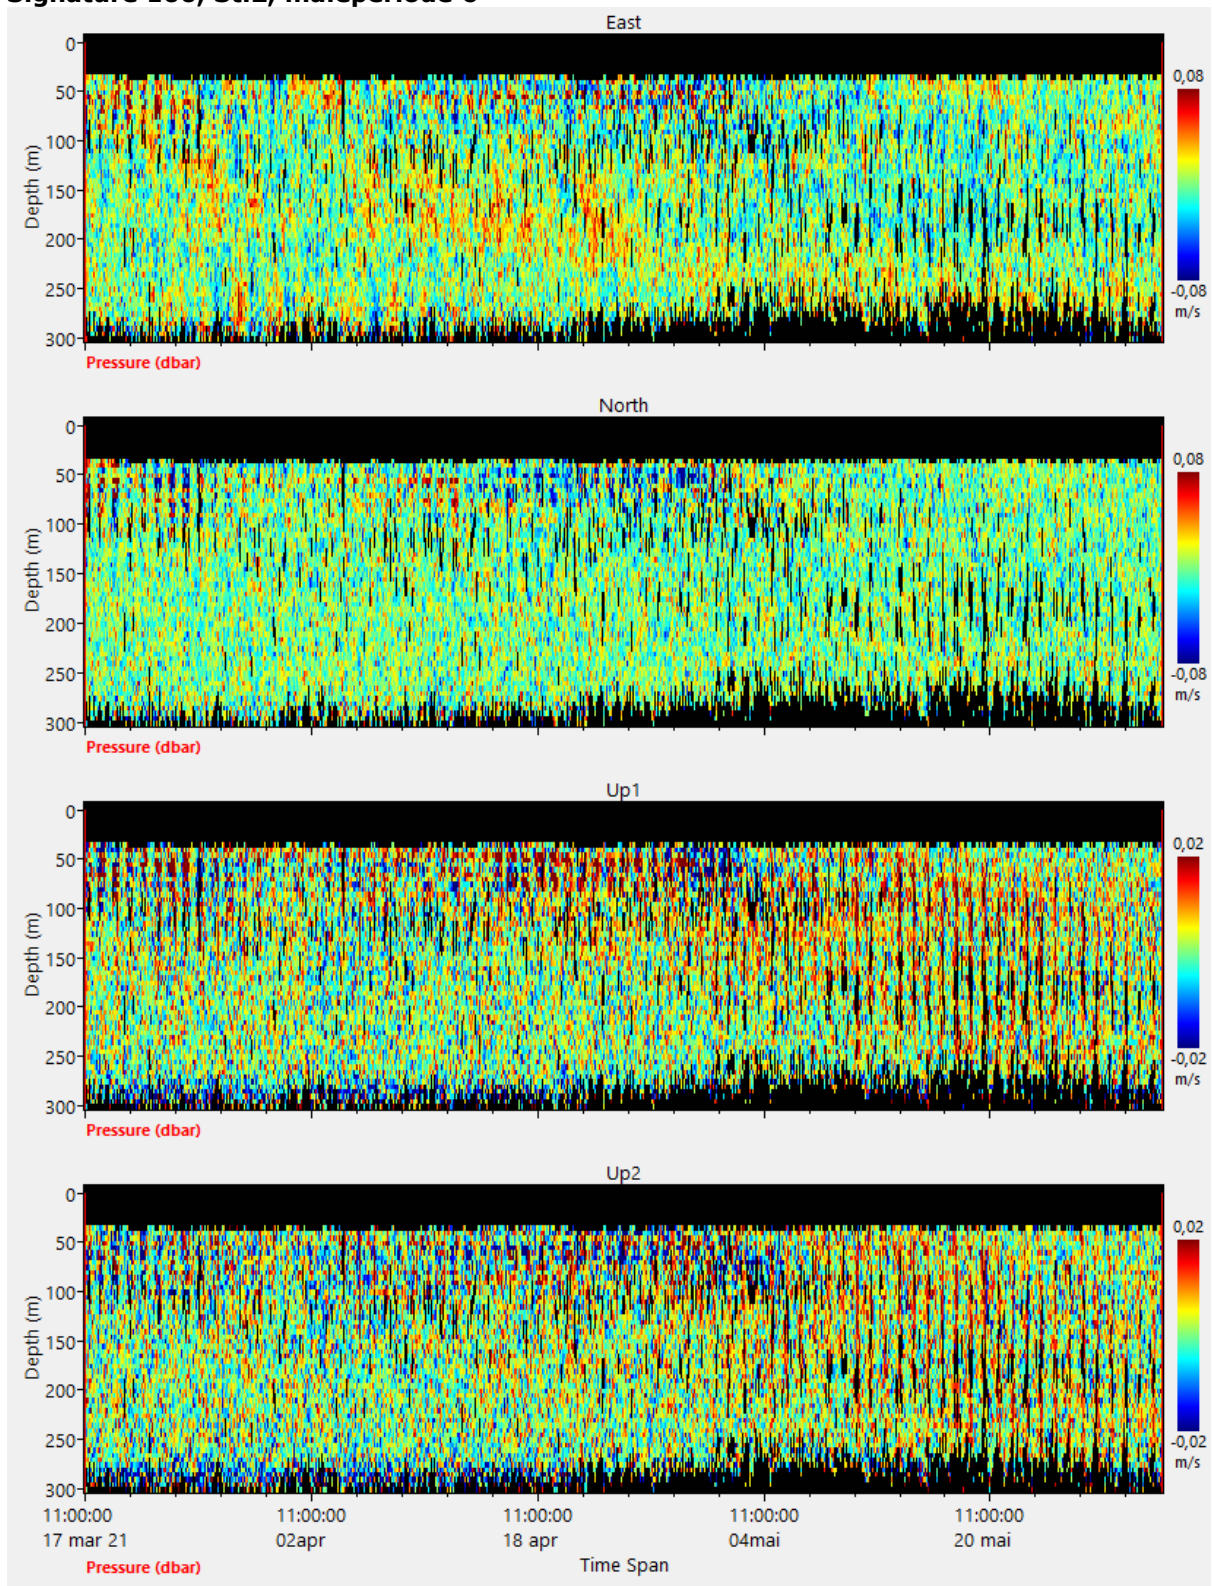 East
0
50
100
150
200
250
300
Depth (m)
0,08
-0,08
m/s
Pressure (dbar)
North
0
50
100
150
200
250
300
Depth (m)
0,08
-0,08
m/s
Pressure (dbar)
Up1
0
50
100
150
200
250
300
Depth (m)
0,02
-0,02
m/s
Pressure (dbar)
Up2
0
50
100
150
200
250
300
Depth (m)
0,02
-0,02
m/s
11:00:00 11:00:00 11:00:00 11:00:00 11:00:00
17 mar 21 02apr 18 apr 04mai 20 mai
Pressure (dbar)
Time Span